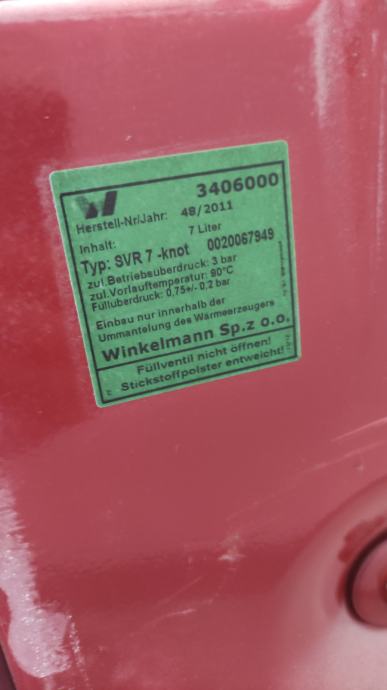 W 3406000
Herstell-Nr/Jahr: 48/2011
Inhalt: 7 Liter
Typ: SVR 7 -knot 0020067949
zul.Betriebsüberdruck: 3 bar
zul.Vorlauftemperatur: 90°C
Fülluberdruck: 0,75+/- 0,2 bar
Einbau nur innerhalb der
Ummantelung des Wärmeerzeugers
Winkelmann Sp.z o.o.
Füllventil nicht öffnen!
Stickstoffpolster entweicht!